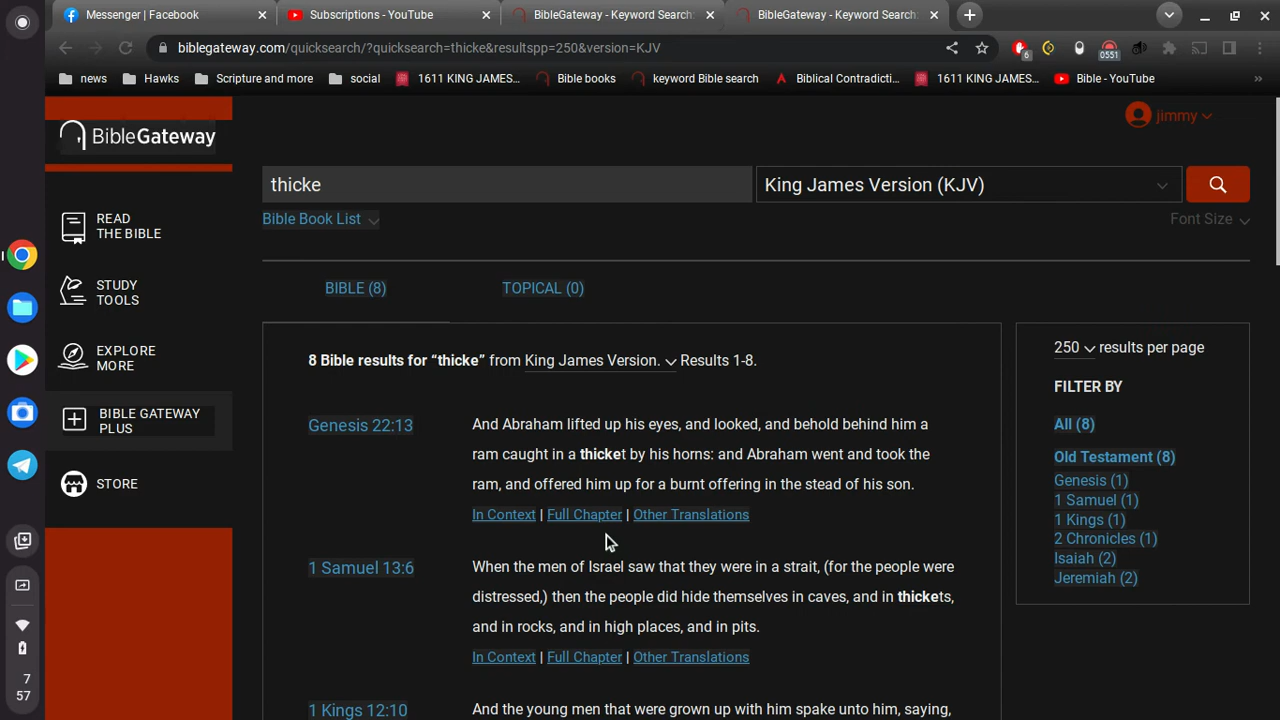 Messenger | Facebook
Subscriptions - YouTube
BibleGateway - Keyword Search:
BibleGateway - Keyword Search:
biblegateway.com/quicksearch/?quicksearch=thicke&resultspp=250&version=KJV
6
0551
news
Hawks
Scripture and more
social
1611 KING JAMES...
Bible books
keyword Bible search
Biblical Contradicti...
1611 KING JAMES...
Bible - YouTube
»
BibleGateway
jimmy
thicke
King James Version (KJV)
Bible Book List
Font Size
READ
THE BIBLE
STUDY
TOOLS
EXPLORE
MORE
BIBLE GATEWAY
PLUS
STORE
BIBLE (8)
TOPICAL (0)
8 Bible results for “thicke” from King James Version. Results 1-8.
Genesis 22:13
And Abraham lifted up his eyes, and looked, and behold behind him a
ram caught in a thicket by his horns: and Abraham went and took the
ram, and offered him up for a burnt offering in the stead of his son.
In Context | Full Chapter | Other Translations
1 Samuel 13:6
When the men of Israel saw that they were in a strait, (for the people were
distressed,) then the people did hide themselves in caves, and in thickets,
and in rocks, and in high places, and in pits.
In Context | Full Chapter | Other Translations
1 Kings 12:10
And the young men that were grown up with him spake unto him, saying,
250 results per page
FILTER BY
All (8)
Old Testament (8)
Genesis (1)
1 Samuel (1)
1 Kings (1)
2 Chronicles (1)
Isaiah (2)
Jeremiah (2)
7
57